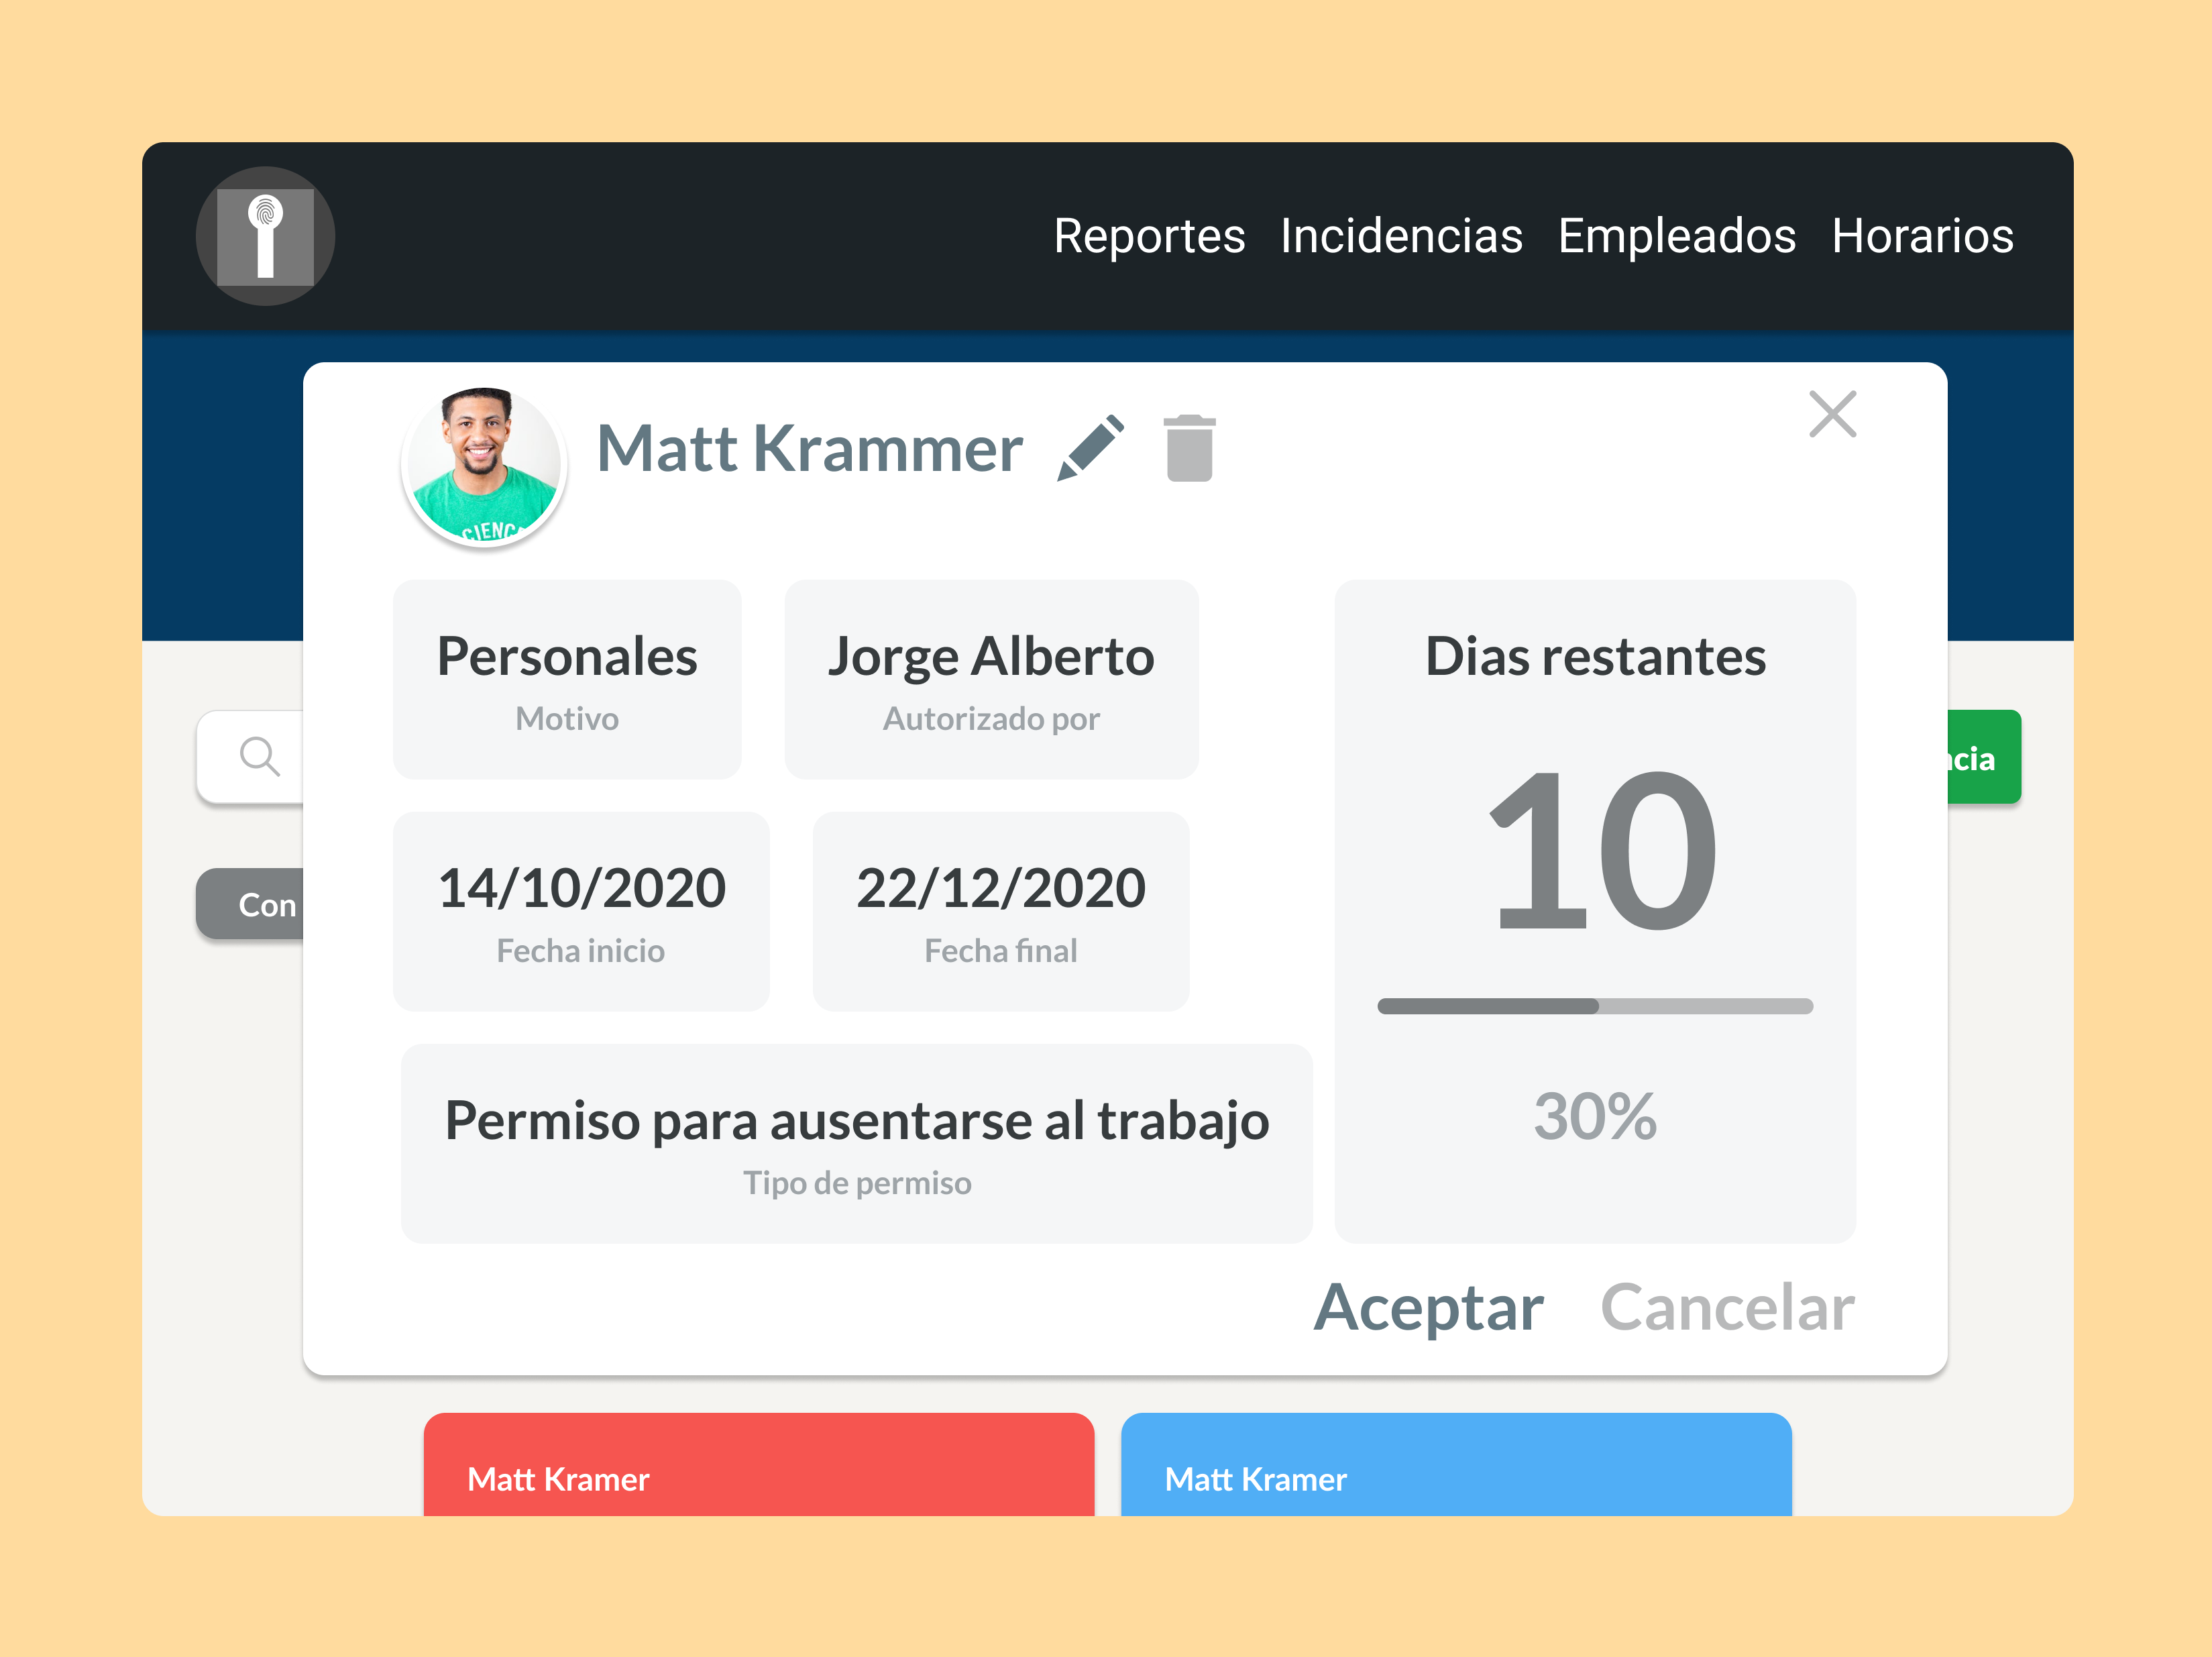 Reportes Incidencias Empleados Horarios
Matt Krammer
CIENC
Personales
Motivo
Jorge Alberto
Autorizado por
Dias restantes
10
30%
14/10/2020
Fecha inicio
22/12/2020
Fecha final
Permiso para ausentarse al trabajo
Tipo de permiso
Aceptar Cancelar
Con
cia
Matt Kramer
Matt Kramer